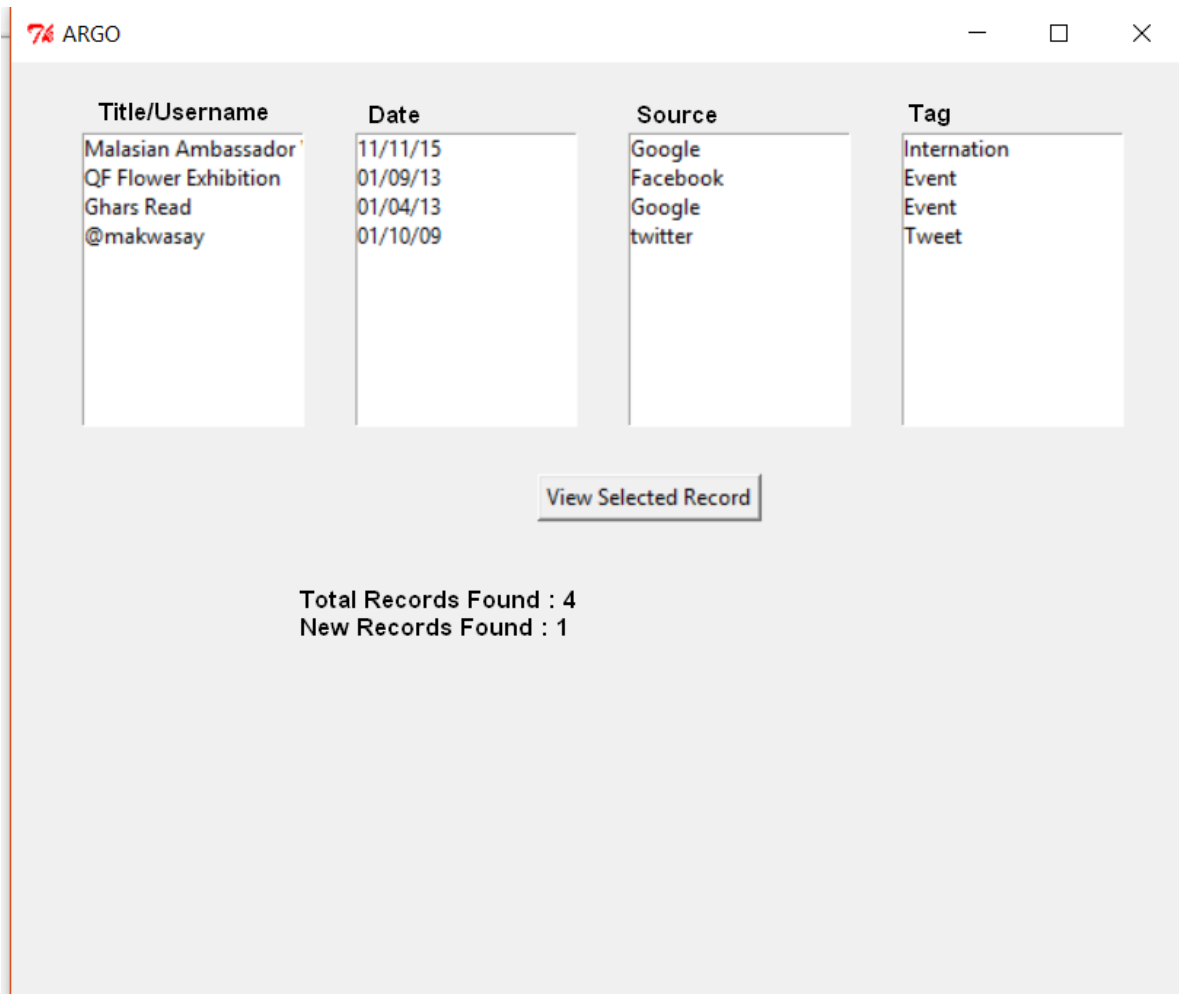 ARGO
Title/Username Date Source Tag
Malasian Ambassador 11/11/15 Google Internation
QF Flower Exhibition 01/09/13 Facebook Event
Ghars Read 01/04/13 Google Event
@makwasay 01/10/09 twitter Tweet
View Selected Record
Total Records Found : 4
New Records Found : 1